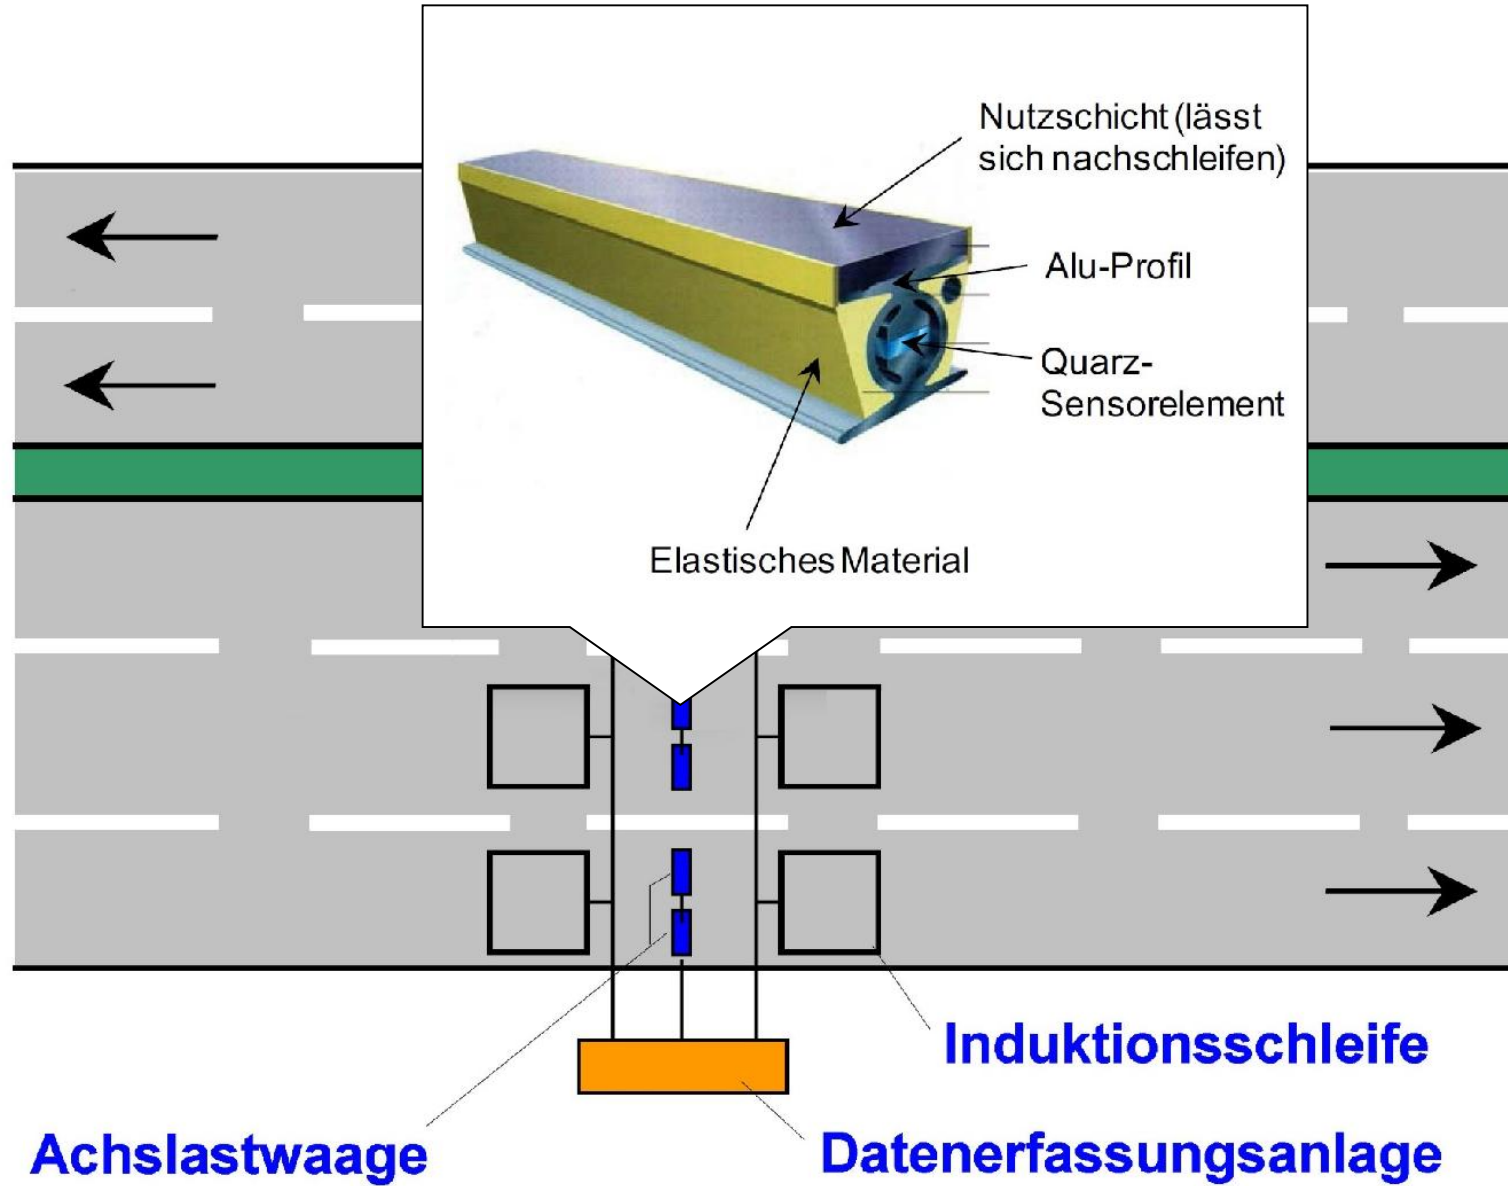 Nutzschicht (lässt
sich nachschleifen)
Alu-Profil
Quarz-
Sensorelement
Elastisches Material
Induktionsschleife
Achslastwaage
Datenerfassungsanlage